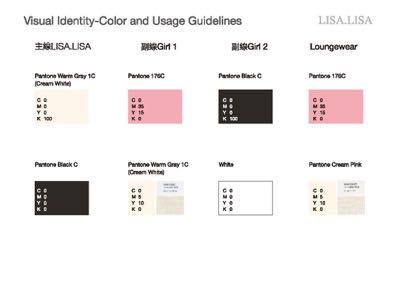 Visual Identity-Color and Usage Guidelines
LISA.LISA
主線LISA.LISA
副線Girl 1
副線Girl 2
Loungewear
Pantone Warm Gray 1C
(Cream White)
Pantone 176C
Pantone Black C
Pantone 176C
C 0
M 0
Y 0
K 100
C 0
M 35
Y 15
K 0
C 0
M 0
Y 0
K 100
C 0
M 35
Y 15
K 0
Pantone Black C
Pantone Warm Gray 1C
(Cream White)
White
Pantone Cream Pink
C 0
M 0
Y 0
K 0
C 0
M 5
Y 10
K 0
C 0
M 0
Y 0
K 0
C 0
M 5
Y 10
K 0